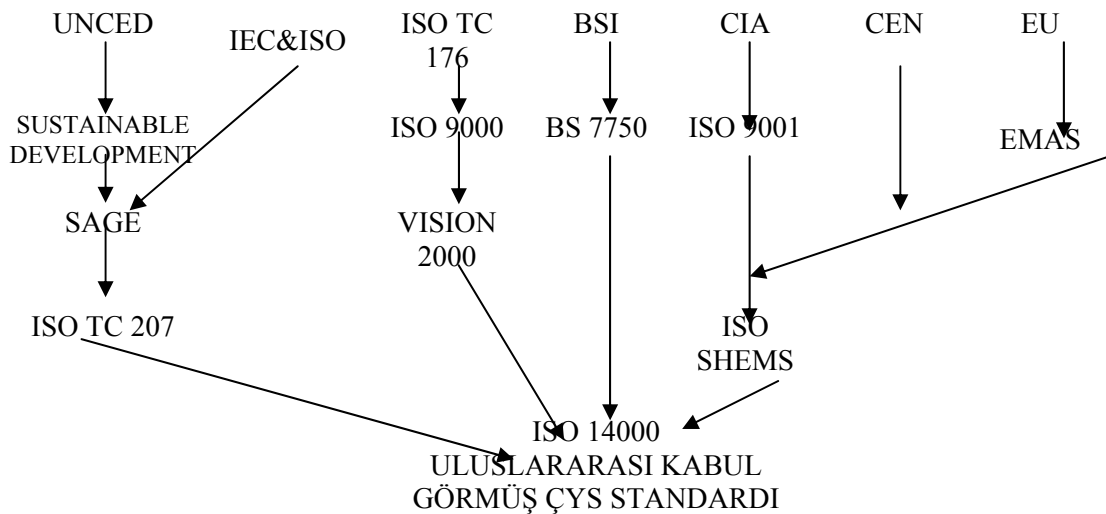 UNCED
IEC&ISO
ISO TC
176
BSI
CIA
CEN
EU
SUSTAINABLE
DEVELOPMENT
ISO 9000
BS 7750
ISO 9001
EMAS
SAGE
VISION
2000
ISO TC 207
ISO
SHEMS
ISO 14000
ULUSLARARASI KABUL
GÖRMÜŞ ÇYS STANDARDI